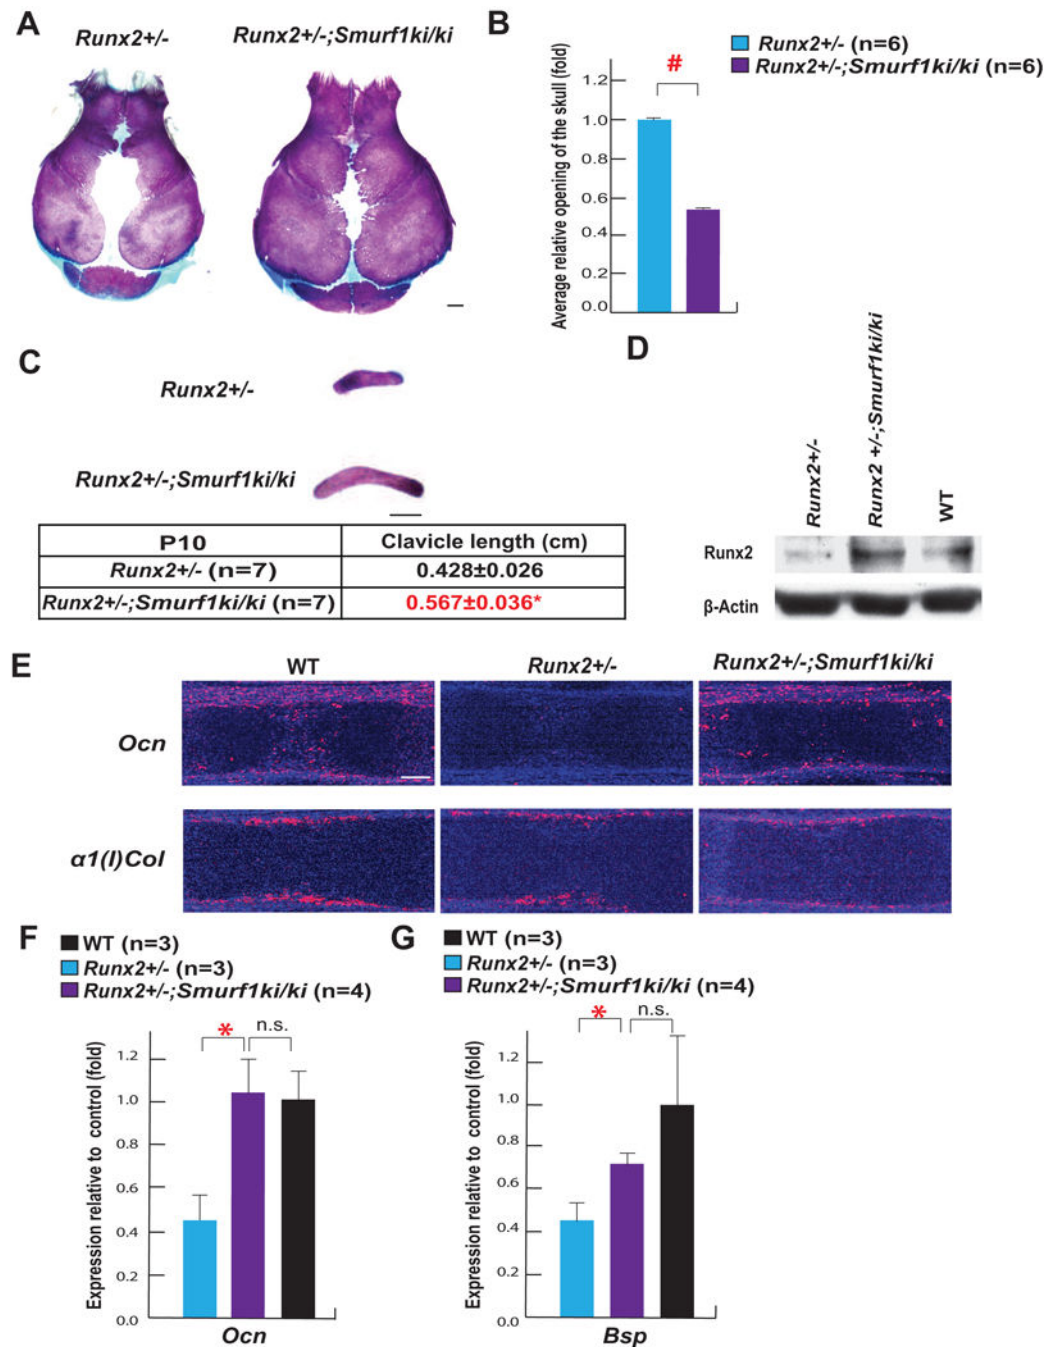 A
Runx2+/-
Runx2+/-;Smurf1ki/ki
B
Runx2+/- (n=6)
Runx2+/-;Smurf1ki/ki (n=6)
Average relative opening of the skull (fold)
#
1.2
1.0
0.8
0.6
0.4
0.2
0.0
C
Runx2+/-
Runx2+/-;Smurf1ki/ki
P10 Clavicle length (cm)
Runx2+/- (n=7) 0.428±0.026
Runx2+/-;Smurf1ki/ki (n=7) 0.567±0.036*
D
Runx2+/-
Runx2 +/-;Smurf1ki/ki
WT
Runx2
β-Actin
E
WT Runx2+/- Runx2+/-;Smurf1ki/ki
Ocn
α1(I)Col
F
WT (n=3)
Runx2+/- (n=3)
Runx2+/-;Smurf1ki/ki (n=4)
Expression relative to control (fold)
* n.s.
1.2
1.0
0.8
0.6
0.4
0.2
0.0
Ocn
G
WT (n=3)
Runx2+/- (n=3)
Runx2+/-;Smurf1ki/ki (n=4)
Expression relative to control (fold)
* n.s.
1.2
1.0
0.8
0.6
0.4
0.2
0.0
Bsp